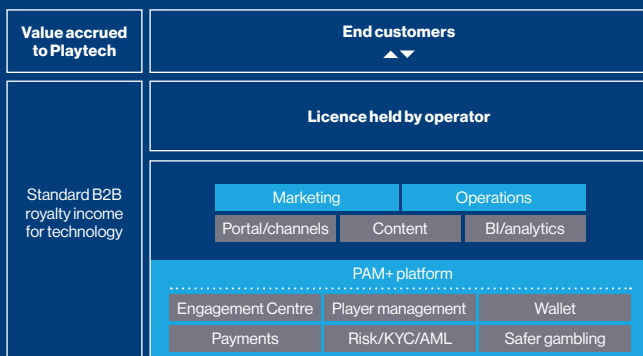 Value accrued
to Playtech
End customers
Licence held by operator
Standard B2B
royalty income
for technology
Marketing
Operations
Portal/channels
Content
BI/analytics
PAM+ platform
Engagement Centre
Player management
Wallet
Payments
Risk/KYC/AML
Safer gambling